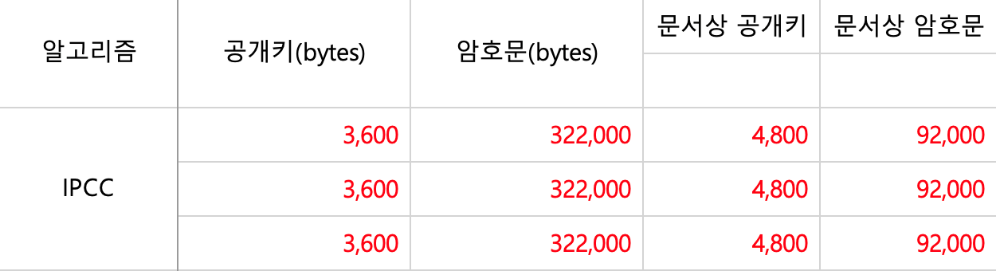 알고리즘 공개키(bytes) 암호문(bytes) 문서상 공개키 문서상 암호문
3,600 322,000 4,800 92,000
IPCC 3,600 322,000 4,800 92,000
3,600 322,000 4,800 92,000